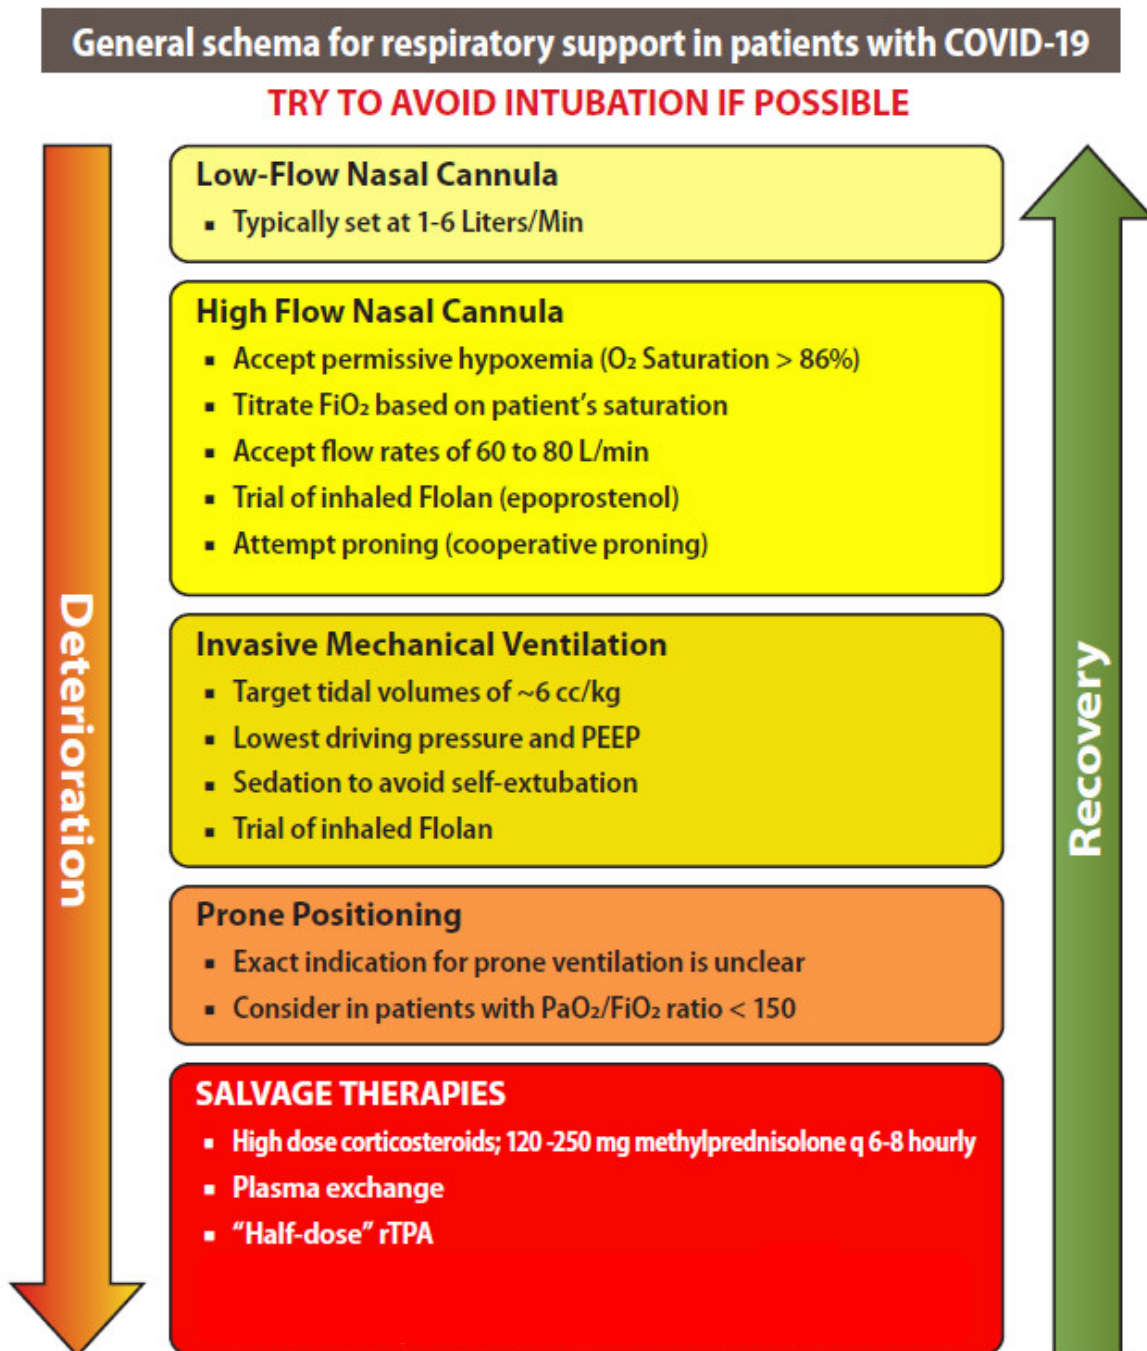 General schema for respiratory support in patients with COVID-19
TRY TO AVOID INTUBATION IF POSSIBLE
Deterioration
Low-Flow Nasal Cannula
▪ Typically set at 1-6 Liters/Min
High Flow Nasal Cannula
▪ Accept permissive hypoxemia (O₂ Saturation > 86%)
▪ Titrate FiO₂ based on patient’s saturation
▪ Accept flow rates of 60 to 80 L/min
▪ Trial of inhaled Flolan (epoprostenol)
▪ Attempt proning (cooperative proning)
Invasive Mechanical Ventilation
▪ Target tidal volumes of ~6 cc/kg
▪ Lowest driving pressure and PEEP
▪ Sedation to avoid self-extubation
▪ Trial of inhaled Flolan
Prone Positioning
▪ Exact indication for prone ventilation is unclear
▪ Consider in patients with PaO₂/FiO₂ ratio < 150
SALVAGE THERAPIES
▪ High dose corticosteroids; 120 -250 mg methylprednisolone q 6-8 hourly
▪ Plasma exchange
▪ “Half-dose” rTPA
Recovery